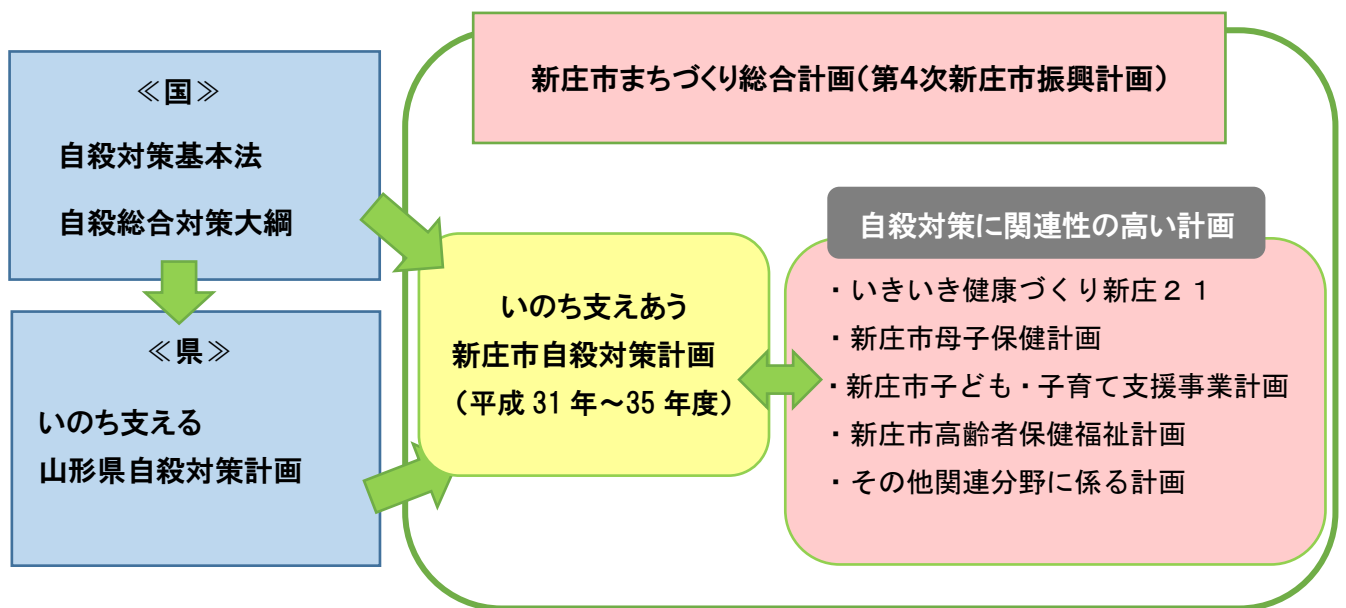 ≪国≫
自殺対策基本法
自殺総合対策大綱
≪県≫
いのち支える
山形県自殺対策計画
新庄市まちづくり総合計画(第4次新庄市振興計画)
いのち支えあう
新庄市自殺対策計画
(平成 31 年~35 年度)
自殺対策に関連性の高い計画
・いきいき健康づくり新庄21
・新庄市母子保健計画
・新庄市子ども・子育て支援事業計画
・新庄市高齢者保健福祉計画
・その他関連分野に係る計画